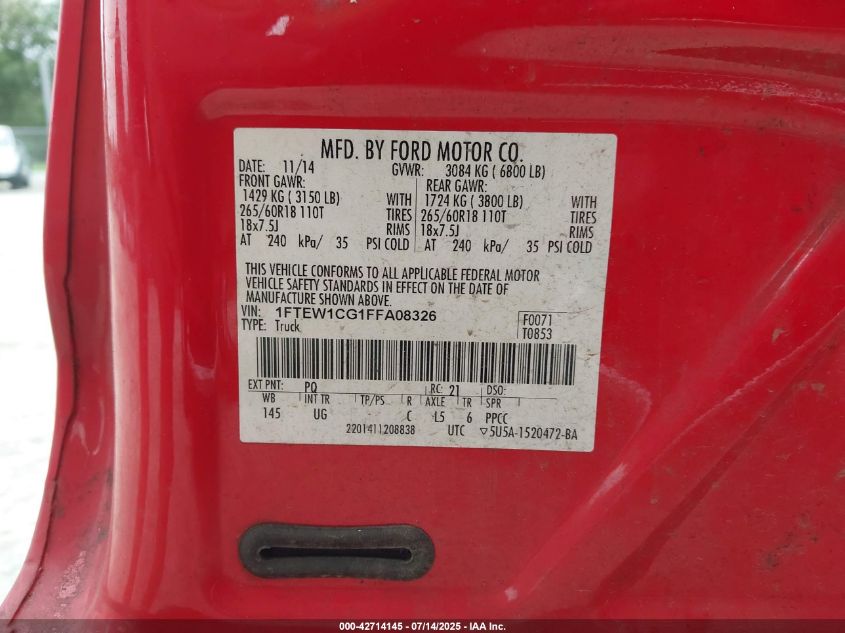 MFD. BY FORD MOTOR CO.
DATE: 11/14 GVWR: 3084 KG ( 6800 LB)
FRONT GAWR: REAR GAWR:
1429 KG ( 3150 LB) WITH 1724 KG ( 3800 LB) WITH
265/60R18 110T TIRES 265/60R18 110T TIRES
18x7.5J RIMS 18x7.5J RIMS
AT 240 kPa/ 35 PSI COLD AT 240 kPa/ 35 PSI COLD
THIS VEHICLE CONFORMS TO ALL APPLICABLE FEDERAL MOTOR
VEHICLE SAFETY STANDARDS IN EFFECT ON THE DATE OF
MANUFACTURE SHOWN ABOVE.
VIN: 1FTEW1CG1FFA08326 F0071
TYPE: Truck T0853
EXT PNT: PQ RC: 21 DSO:
WB INT TR TP/PS R AXLE TR SPR
145 UG C L5 6 PPCC
2201411208838 UTC ▽5U5A-1520472-BA
000-42714145 - 07/14/2025 - IAA Inc.